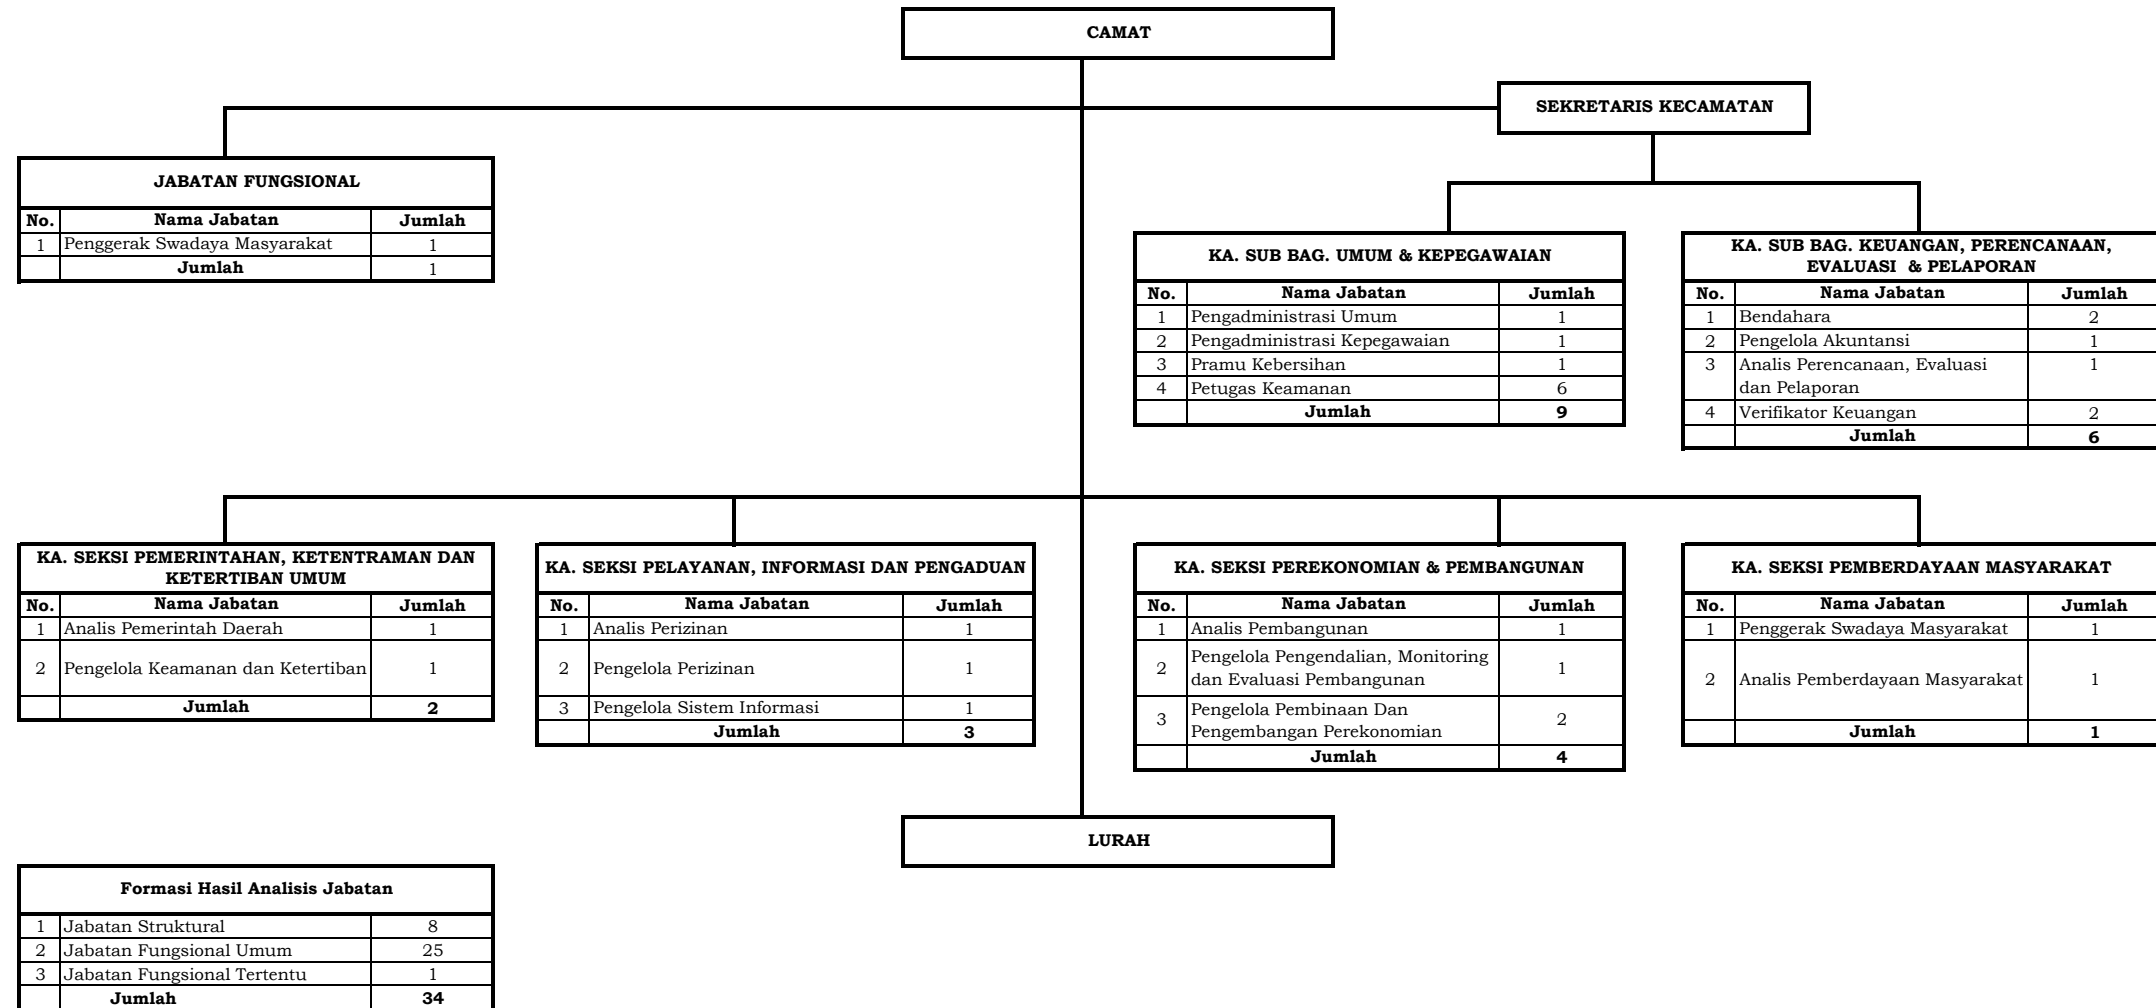 CAMAT
SEKRETARIS KECAMATAN
JABATAN FUNGSIONAL
No. Nama Jabatan Jumlah
1 Penggerak Swadaya Masyarakat 1
Jumlah 1
KA. SUB BAG. UMUM & KEPEGAWAIAN
No. Nama Jabatan Jumlah
1 Pengadministrasi Umum 1
2 Pengadministrasi Kepegawaian 1
3 Pramu Kebersihan 1
4 Petugas Keamanan 6
Jumlah 9
KA. SUB BAG. KEUANGAN, PERENCANAAN,
EVALUASI & PELAPORAN
No. Nama Jabatan Jumlah
1 Bendahara 2
2 Pengelola Akuntansi 1
3 Analis Perencanaan, Evaluasi 1
dan Pelaporan
4 Verifikator Keuangan 2
Jumlah 6
KA. SEKSI PEMERINTAHAN, KETENTRAMAN DAN
KETERTIBAN UMUM
No. Nama Jabatan Jumlah
1 Analis Pemerintah Daerah 1
2 Pengelola Keamanan dan Ketertiban 1
Jumlah 2
KA. SEKSI PELAYANAN, INFORMASI DAN PENGADUAN
No. Nama Jabatan Jumlah
1 Analis Perizinan 1
2 Pengelola Perizinan 1
3 Pengelola Sistem Informasi 1
Jumlah 3
KA. SEKSI PEREKONOMIAN & PEMBANGUNAN
No. Nama Jabatan Jumlah
1 Analis Pembangunan 1
2 Pengelola Pengendalian, Monitoring
dan Evaluasi Pembangunan 1
3 Pengelola Pembinaan Dan
Pengembangan Perekonomian 2
Jumlah 4
KA. SEKSI PEMBERDAYAAN MASYARAKAT
No. Nama Jabatan Jumlah
1 Penggerak Swadaya Masyarakat 1
2 Analis Pemberdayaan Masyarakat 1
Jumlah 1
LURAH
Formasi Hasil Analisis Jabatan
1 Jabatan Struktural 8
2 Jabatan Fungsional Umum 25
3 Jabatan Fungsional Tertentu 1
Jumlah 34